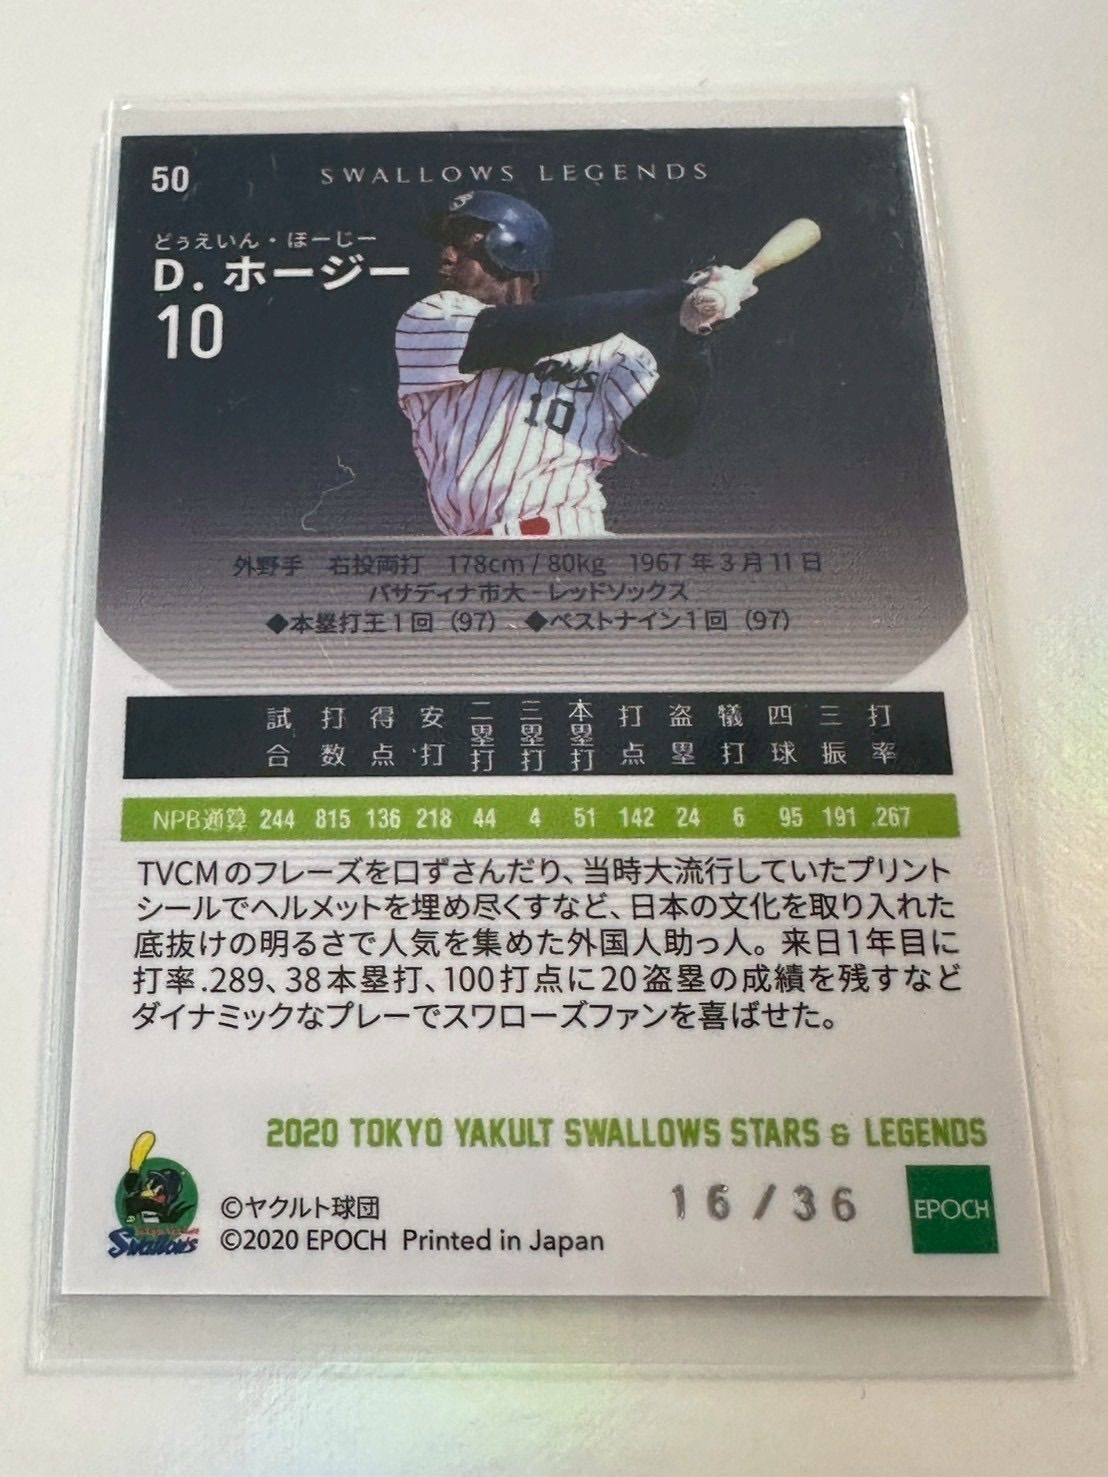 50
SWALLOWS LEGENDS
どぅえいん・ほーじー
D. ホージー
10
10
外野手 右投両打 178cm / 80kg 1967年3月11日
パサディナ市大 - レッドソックス
◆本塁打王1回（97） ◆ベストナイン1回（97）
試合 打数 得点 安打 二塁打 三塁打 本塁打 打点 盗塁 犠打 四球 三振 打率
NPB通算 244 815 136 218 44 4 51 142 24 6 95 191 .267
TVCMのフレーズを口ずさんだり、当時大流行していたプリント
シールでヘルメットを埋め尽くすなど、日本の文化を取り入れた
底抜けの明るさで人気を集めた外国人助っ人。来日1年目に
打率.289、38本塁打、100打点に20盗塁の成績を残すなど
ダイナミックなプレーでスワローズファンを喜ばせた。
2020 TOKYO YAKULT SWALLOWS STARS & LEGENDS
Swallows
©ヤクルト球団
©2020 EPOCH Printed in Japan
16/36
EPOCH